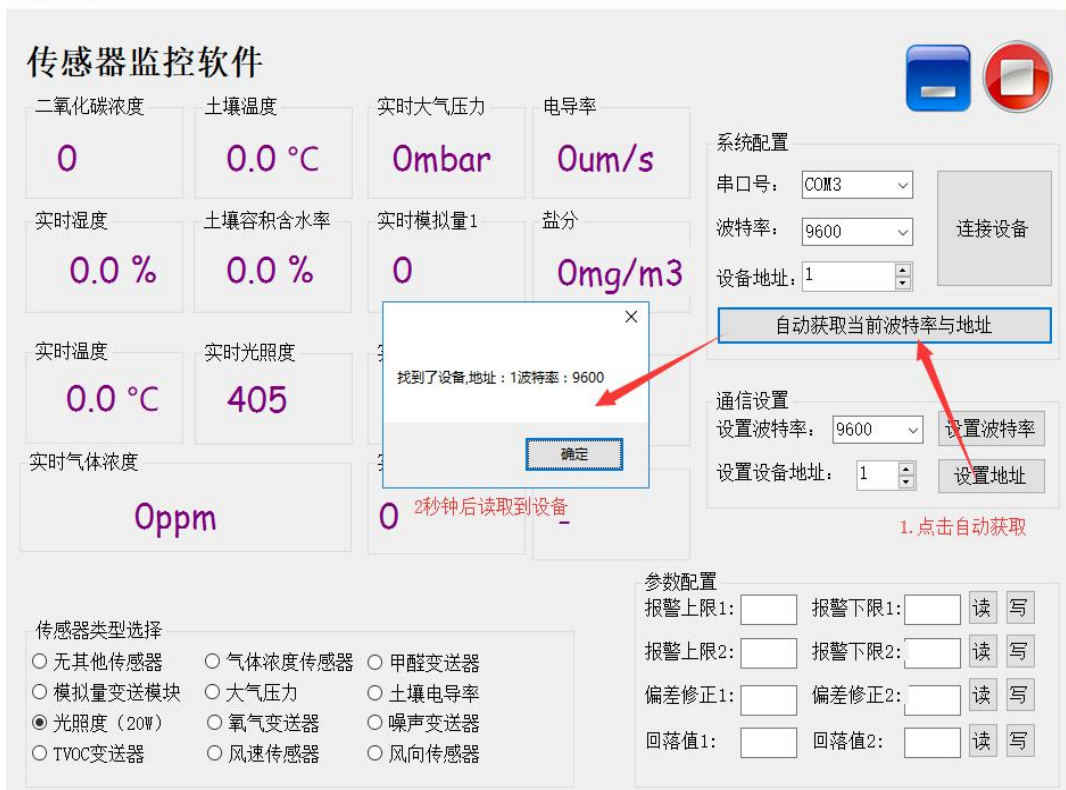 传感器监控软件
二氧化碳浓度 土壤温度 实时大气压力 电导率
0 0.0 °C 0mbar 0um/s
实时湿度 土壤容积含水率 实时模拟量1 盐分
0.0 % 0.0 % 0 0mg/m3
实时温度 实时光照度
0.0 °C 405
实时气体浓度
0ppm 0 -
找到了设备,地址：1波特率：9600
确定
2秒钟后读取到设备
系统配置
串口号： COM3
波特率： 9600
连接设备
设备地址: 1
自动获取当前波特率与地址
通信设置
设置波特率： 9600 设置波特率
设置设备地址： 1 设置地址
1.点击自动获取
传感器类型选择
无其他传感器 气体浓度传感器 甲醛变送器
模拟量变送模块 大气压力 土壤电导率
光照度（20W） 氧气变送器 噪声变送器
TVOC变送器 风速传感器 风向传感器
参数配置
报警上限1: 报警下限1: 读 写
报警上限2: 报警下限2: 读 写
偏差修正1: 偏差修正2: 读 写
回落值1: 回落值2: 读 写